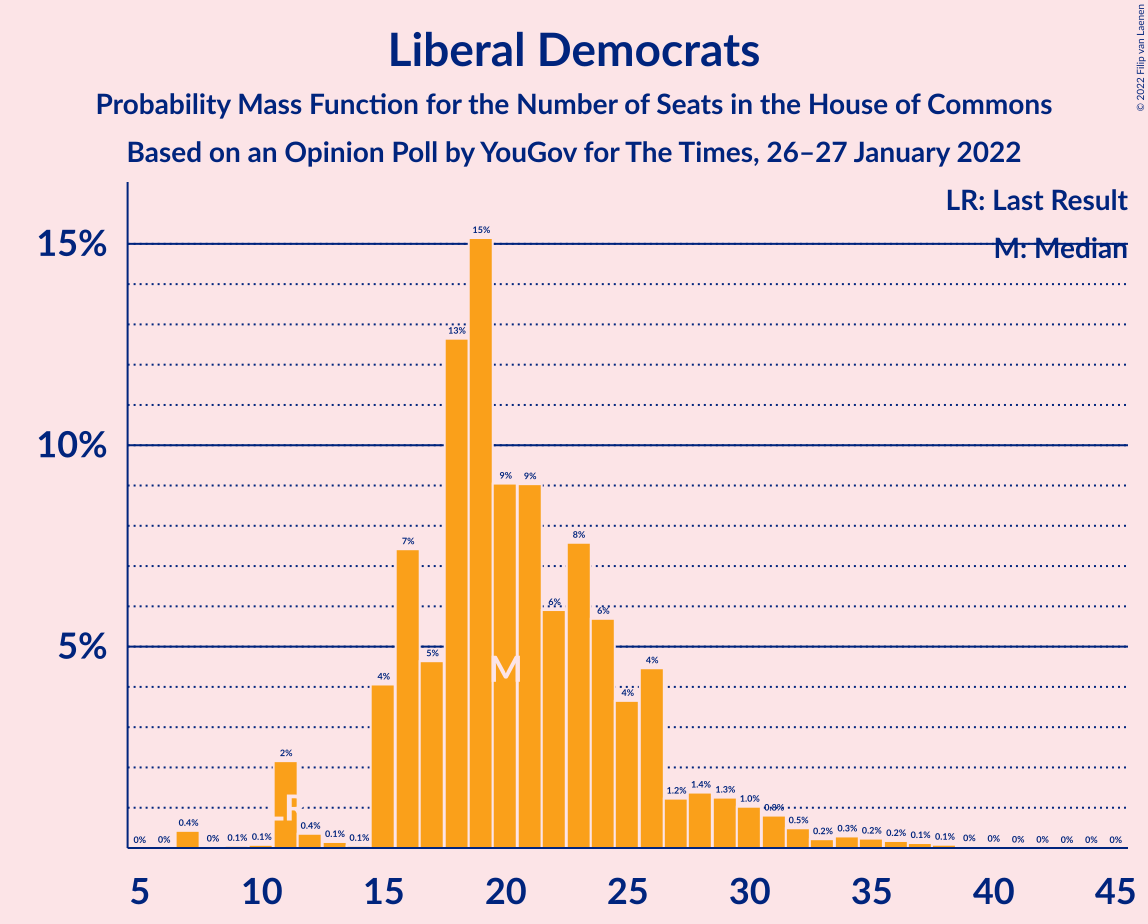 © 2022 Filip van Laenen
Liberal Democrats
Probability Mass Function for the Number of Seats in the House of Commons
Based on an Opinion Poll by YouGov for The Times, 26–27 January 2022
LR: Last Result
M: Median
15%
10%
5%
0% 0% 0.4% 0% 0.1% 0.1% 2% 0.4% 0.1% 0.1% 4% 7% 5% 13% 15% 9% 9% 6% 8% 6% 4% 4% 1.2% 1.4% 1.3% 1.0% 0.8% 0.5% 0.2% 0.3% 0.2% 0.2% 0.1% 0.1% 0% 0% 0% 0% 0% 0% 0%
M
LR
5 10 15 20 25 30 35 40 45